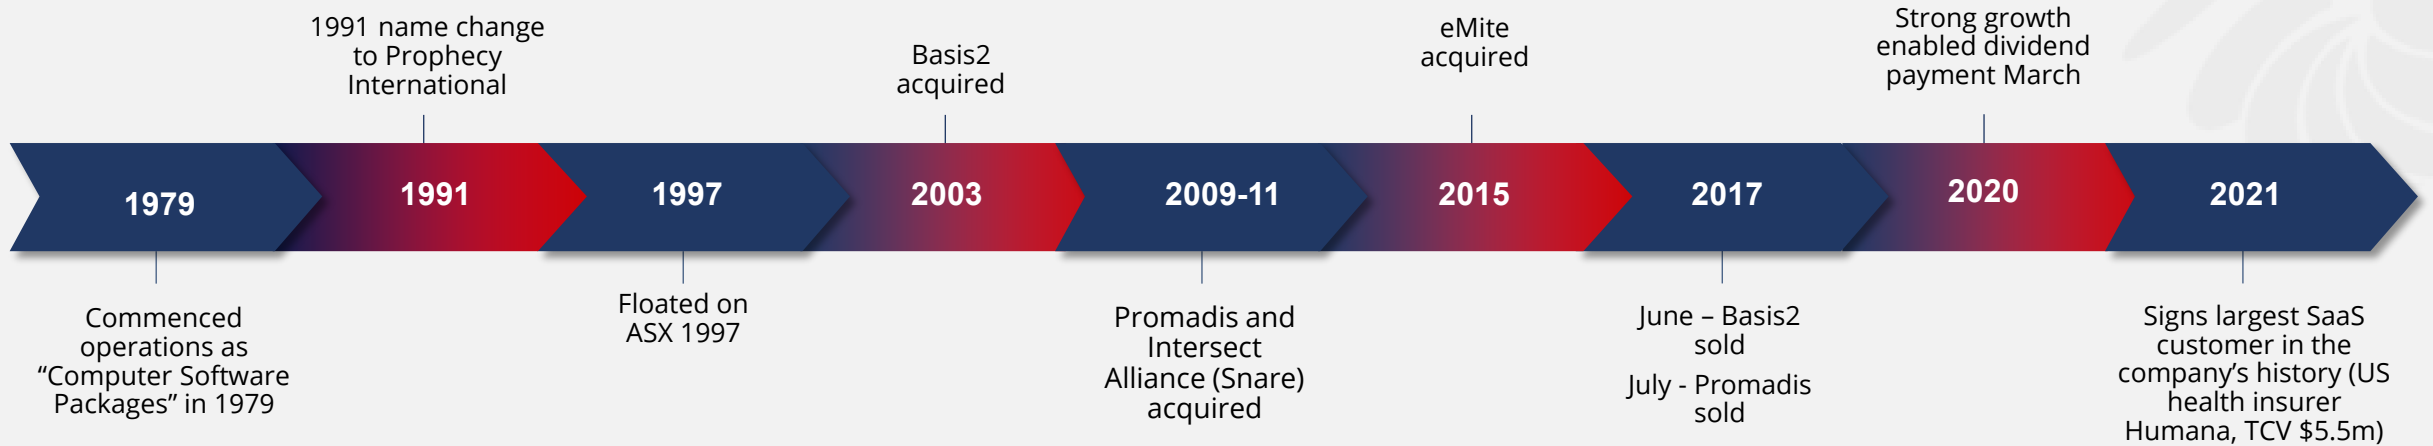 1991 name change
to Prophecy
International
Basis2
acquired
eMite
acquired
Strong growth
enabled dividend
payment March
1979
1991
1997
2003
2009-11
2015
2017
2020
2021
Commenced
operations as
“Computer Software
Packages” in 1979
Floated on
ASX 1997
Promadis and
Intersect
Alliance (Snare)
acquired
June – Basis2
sold
July - Promadis
sold
Signs largest SaaS
customer in the
company’s history (US
health insurer
Humana, TCV $5.5m)